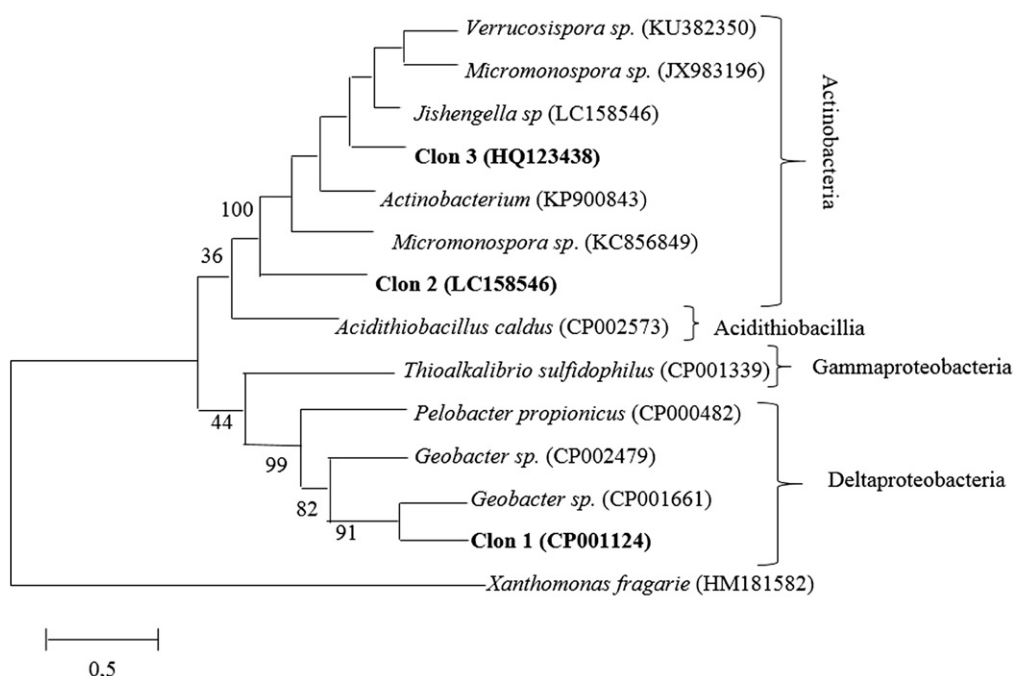 Verrucosispora sp. (KU382350)
Micromonospora sp. (JX983196)
Jishengella sp (LC158546)
Clon 3 (HQ123438)
Actinobacterium (KP900843)
Micromonospora sp. (KC856849)
Clon 2 (LC158546)
Acidithiobacillus caldus (CP002573)
Thioalkalibrio sulfidophilus (CP001339)
Pelobacter propionicus (CP000482)
Geobacter sp. (CP002479)
Geobacter sp. (CP001661)
Clon 1 (CP001124)
Xanthomonas fragarie (HM181582)
Actinobacteria
Acidithiobacillia
Gammaproteobacteria
Deltaproteobacteria
100
36
44
99
82
91
0,5